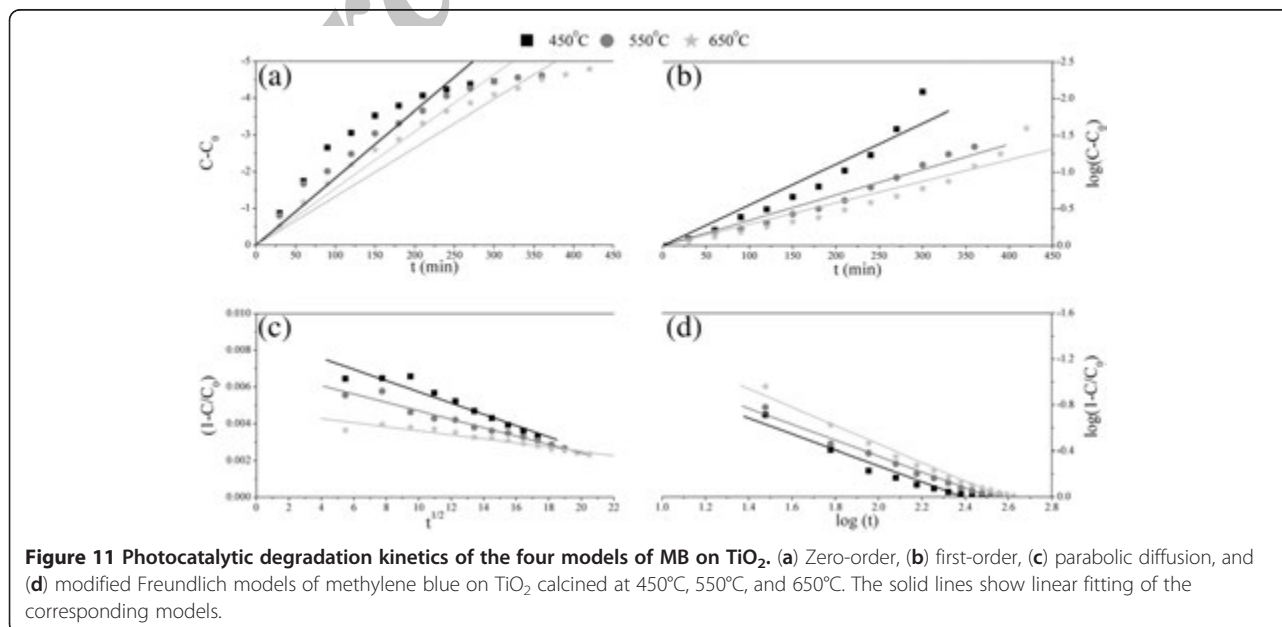 450°C 550°C 650°C
(a)
-5
-4
-3
-2
-1
0
C-C₀
0 50 100 150 200 250 300 350 400 450
t (min)
(b)
-2.5
-2.0
-1.5
-1.0
-0.5
0.0
log(C-C₀)
0 50 100 150 200 250 300 350 400 450
t (min)
(c)
0.010
0.008
0.006
0.004
0.002
0.000
(1-C/C₀)
0 2 4 6 8 10 12 14 16 18 20 22
t¹/²
(d)
-1.6
-1.2
-0.8
-0.4
0.0
log(1-C/C₀)
1.0 1.2 1.4 1.6 1.8 2.0 2.2 2.4 2.6 2.8
log (t)
Figure 11 Photocatalytic degradation kinetics of the four models of MB on TiO₂. (a) Zero-order, (b) first-order, (c) parabolic diffusion, and
(d) modified Freundlich models of methylene blue on TiO₂ calcined at 450°C, 550°C, and 650°C. The solid lines show linear fitting of the
corresponding models.